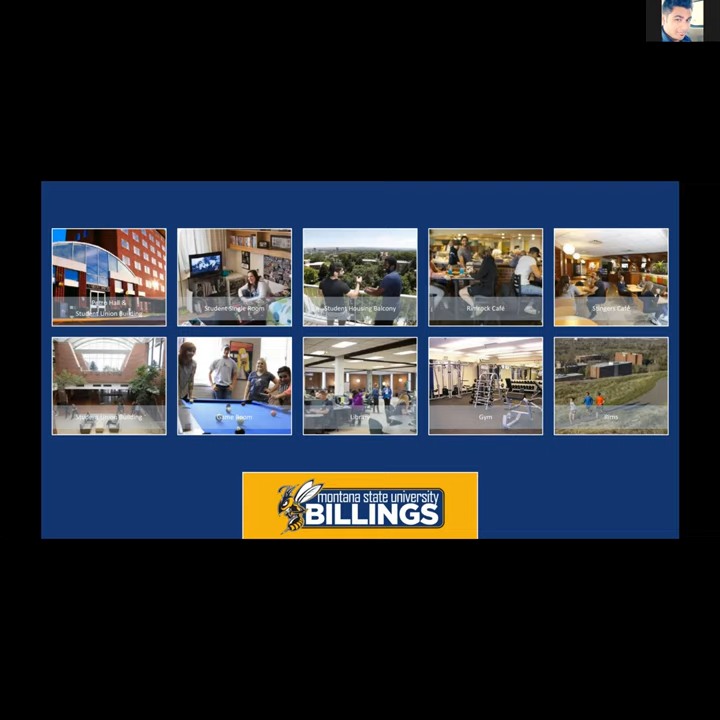 Petro Hall &
Student Union Building
Student Single Room
Student Housing Balcony
Rimrock Café
Stingers Café
Student Union Building
Game Room
Library
Gym
Rims
montana state university
BILLINGS